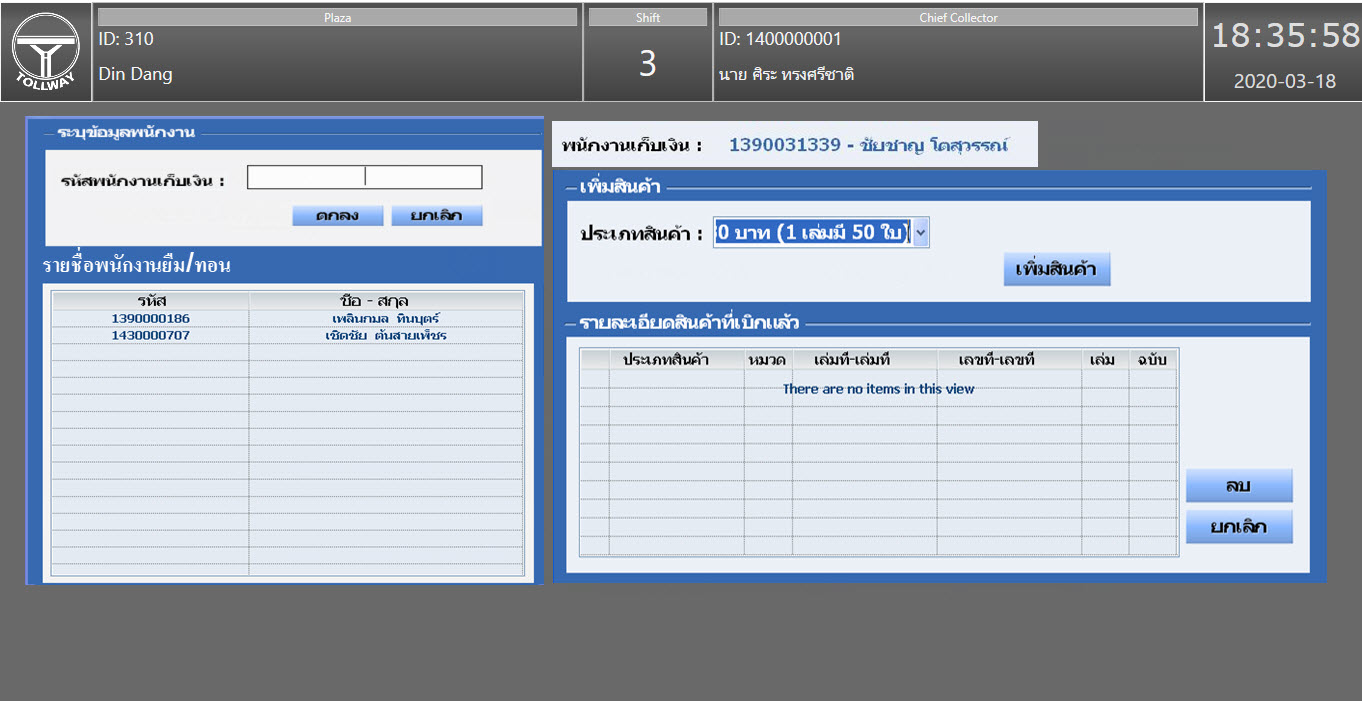 TOLLWAY
Plaza
ID: 310
Din Dang
Shift
3
Chief Collector
ID: 1400000001
นาย ศิระ ทรงศรีชาติ
18:35:58
2020-03-18
ระบุข้อมูลพนักงาน
รหัสพนักงานเก็บเงิน :
ตกลง ยกเลิก
รายชื่อพนักงานยืม/ทอน
รหัส ชื่อ - สกุล
1390000186 เพลินกมล หินบุตร์
1430000707 เชิดชัย ต้นสายเพ็ชร
พนักงานเก็บเงิน : 1390031339 - ชัยชาญ โตสุวรรณ์
เพิ่มสินค้า
ประเภทสินค้า : 0 บาท (1 เล่มมี 50 ใบ)
เพิ่มสินค้า
รายละเอียดสินค้าที่เบิกแล้ว
ประเภทสินค้า หมวด เล่มที่-เล่มที่ เลขที่-เลขที่ เล่ม ฉบับ
There are no items in this view
ลบ
ยกเลิก